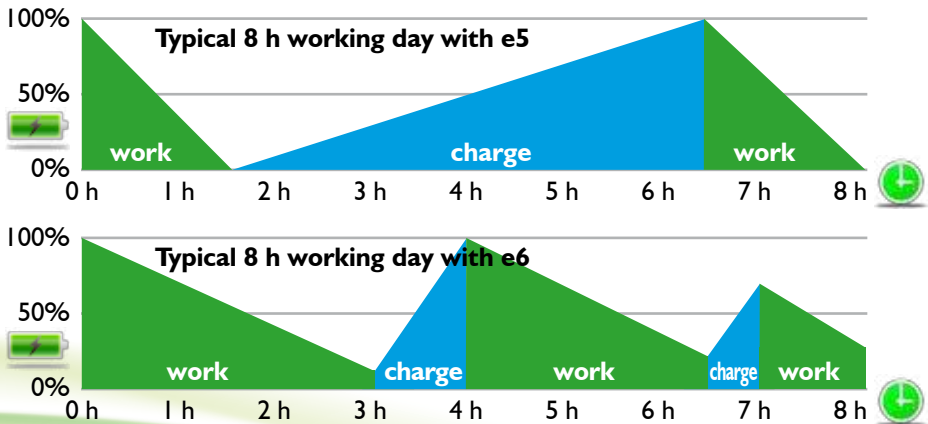 100%
Typical 8 h working day with e5
50%
work charge work
0%
0 h 1 h 2 h 3 h 4 h 5 h 6 h 7 h 8 h
100%
Typical 8 h working day with e6
50%
work charge work charge work
0%
0 h 1 h 2 h 3 h 4 h 5 h 6 h 7 h 8 h